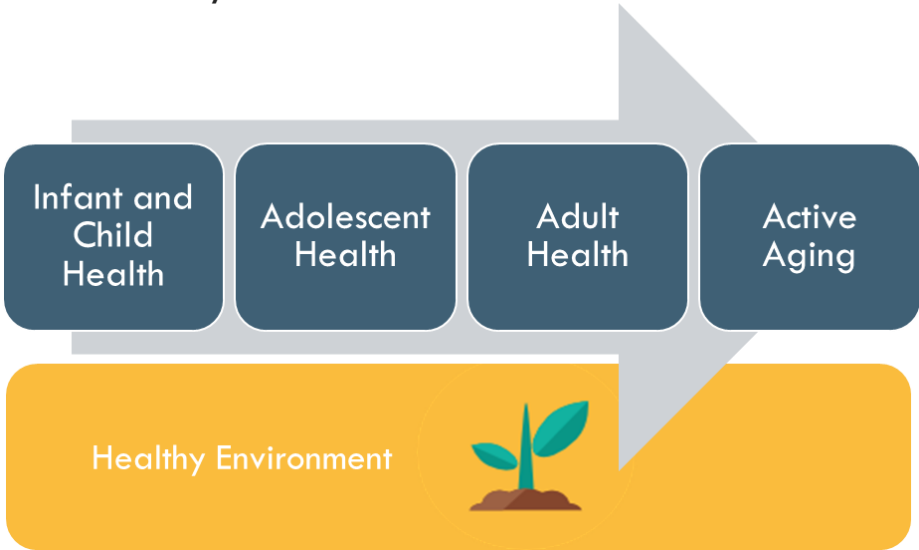 Infant and
Child
Health
Adolescent
Health
Adult
Health
Active
Aging
Healthy Environment